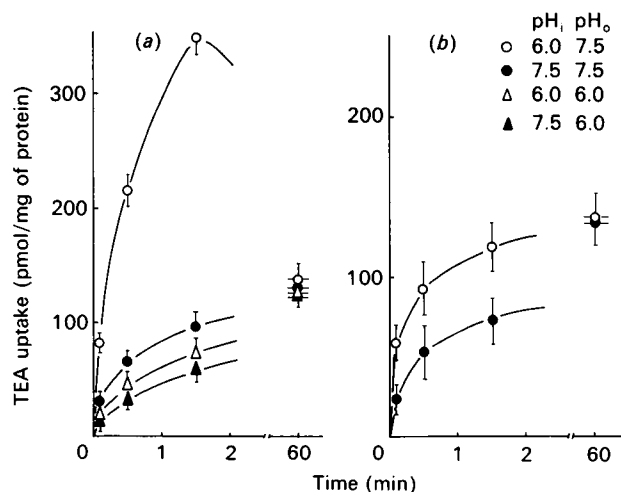 (a)
(b)
pHi pHo
○ 6.0 7.5
● 7.5 7.5
△ 6.0 6.0
▲ 7.5 6.0
TEA uptake (pmol/mg of protein)
300
200
100
0
200
100
0
0 1 2 60
0 1 2 60
Time (min)